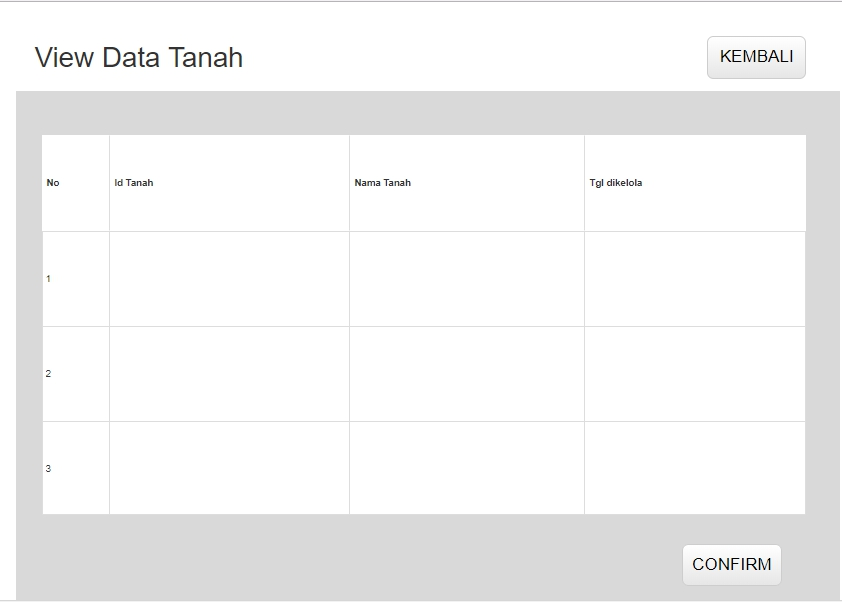 View Data Tanah
KEMBALI
No Id Tanah Nama Tanah Tgl dikelola
1
2
3
CONFIRM